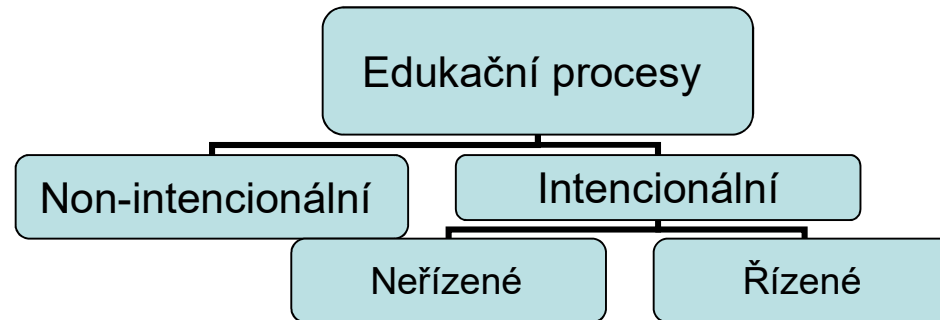 Edukační procesy
Non-intencionální
Intencionální
Neřízené
Řízené